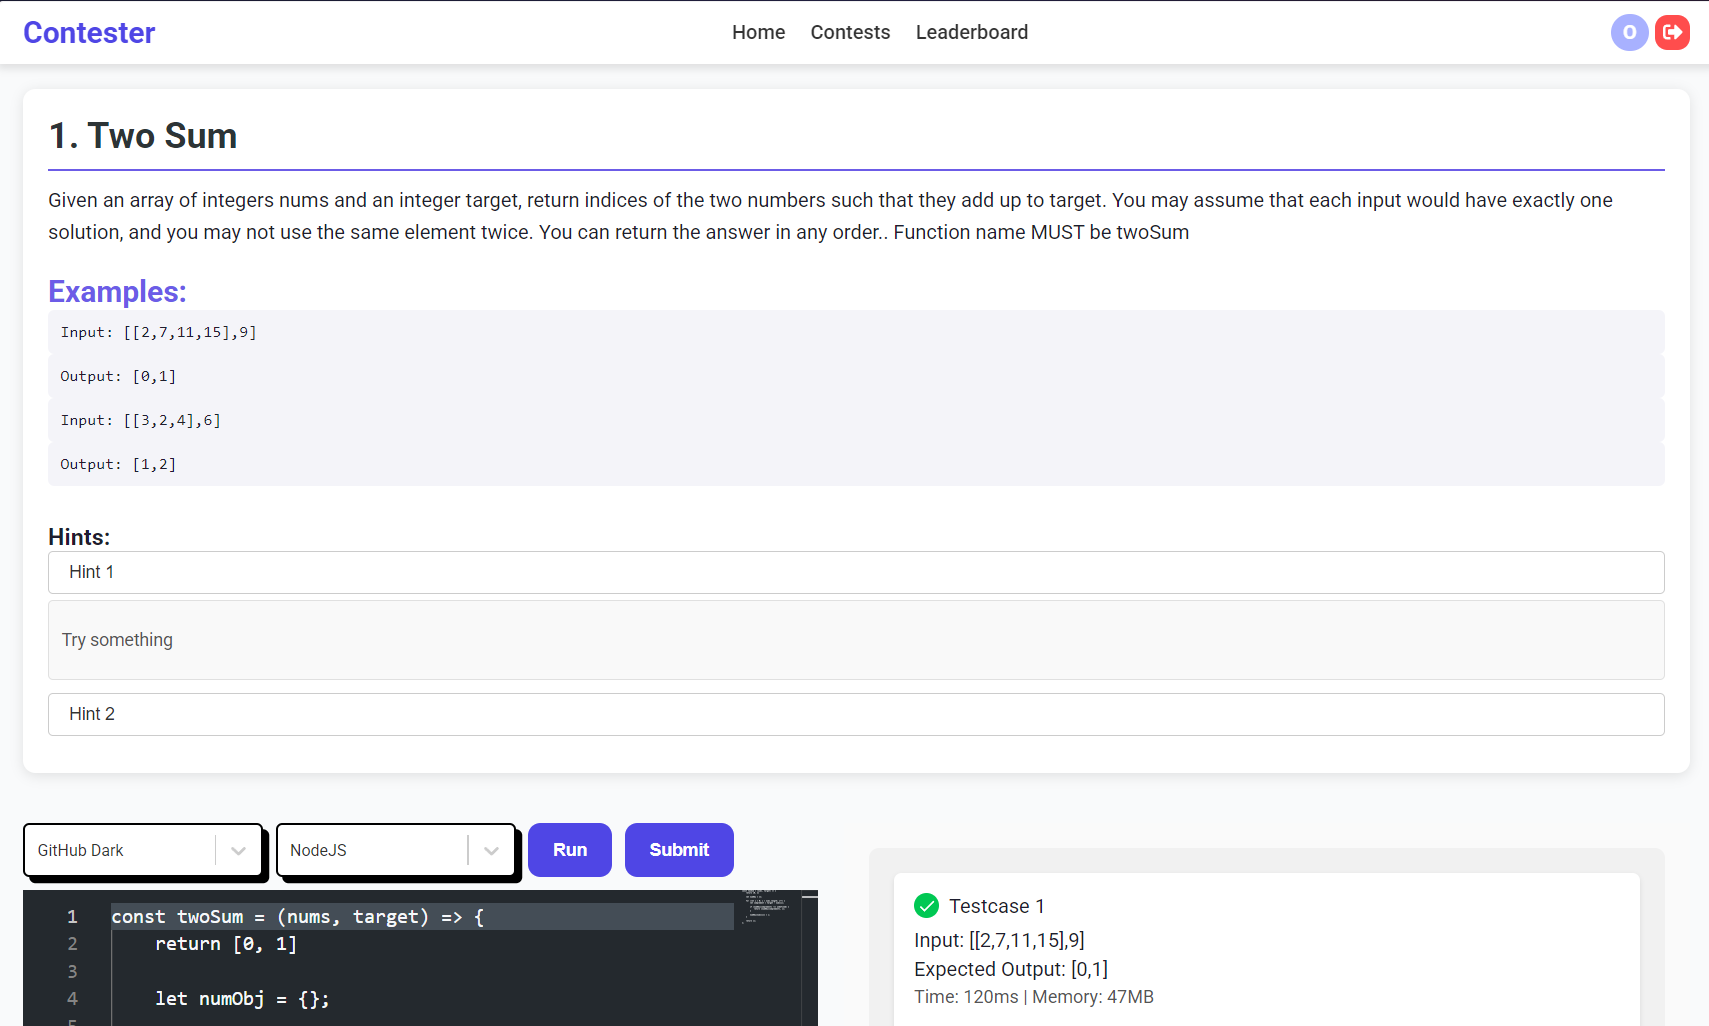 Contester
Home Contests Leaderboard
O
1. Two Sum
Given an array of integers nums and an integer target, return indices of the two numbers such that they add up to target. You may assume that each input would have exactly one
solution, and you may not use the same element twice. You can return the answer in any order.. Function name MUST be twoSum
Examples:
Input: [[2,7,11,15],9]
Output: [0,1]
Input: [[3,2,4],6]
Output: [1,2]
Hints:
Hint 1
Try something
Hint 2
GitHub Dark NodeJS Run Submit
1 const twoSum = (nums, target) => {
2 return [0, 1]
3
4 let numObj = {};
5
Testcase 1
Input: [[2,7,11,15],9]
Expected Output: [0,1]
Time: 120ms | Memory: 47MB